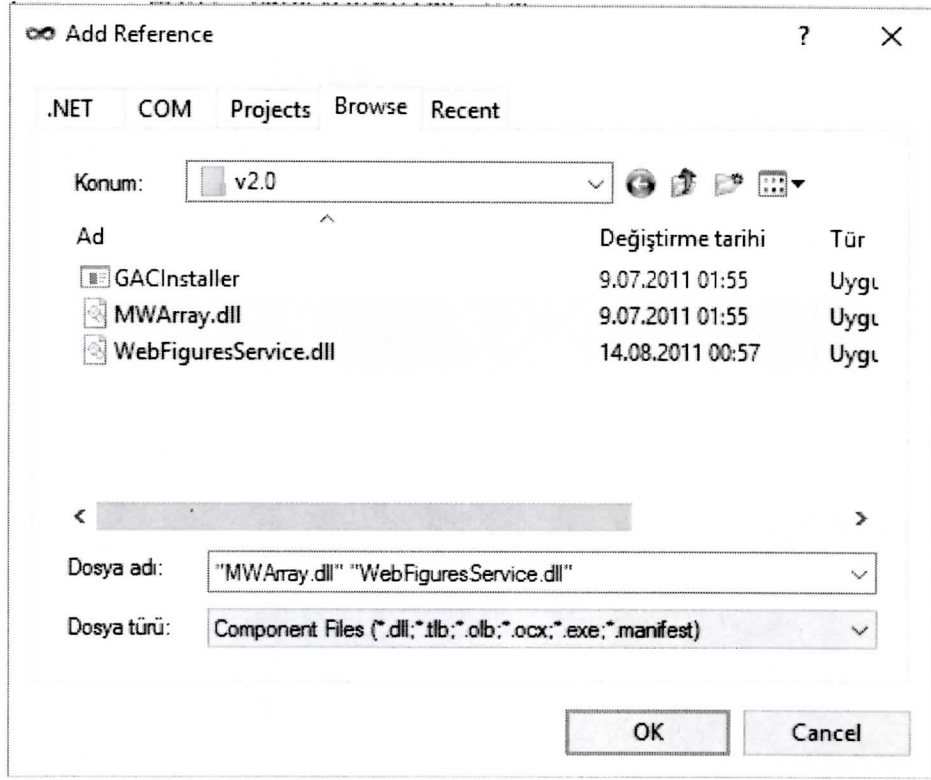 Add Reference ? ×
.NET COM Projects Browse Recent
Konum: v2.0
Ad Değiştirme tarihi Tür
GACInstaller 9.07.2011 01:55 Uygu
MWArray.dll 9.07.2011 01:55 Uygu
WebFiguresService.dll 14.08.2011 00:57 Uygu
Dosya adı: "MWArray.dll" "WebFiguresService.dll"
Dosya türü: Component Files (*.dll;*.tlb;*.olb;*.ocx;*.exe;*.manifest)
OK Cancel